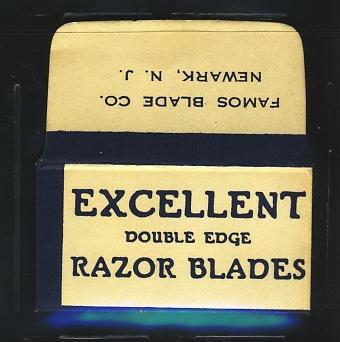 FAMOS BLADE CO.
NEWARK, N. J.
EXCELLENT
DOUBLE EDGE
RAZOR BLADES